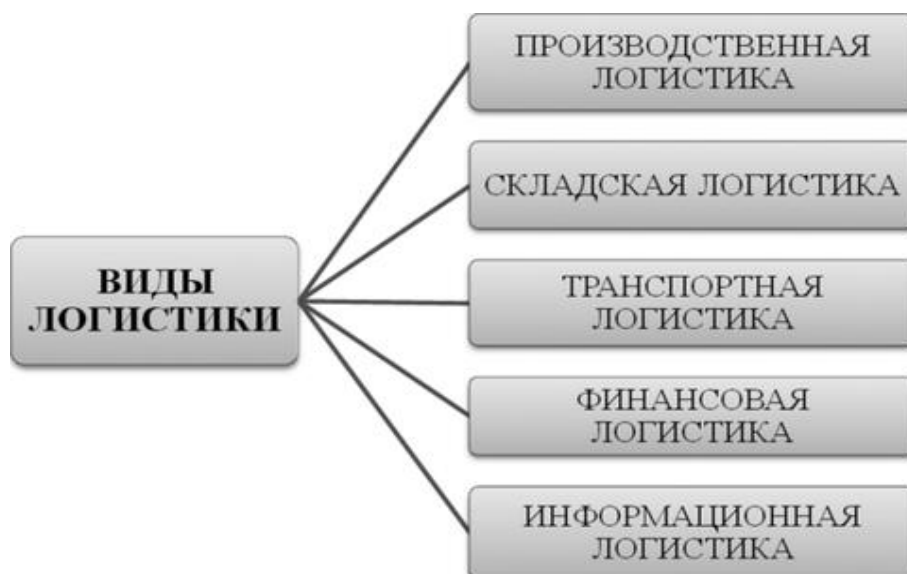 ПРОИЗВОДСТВЕННАЯ
ЛОГИСТИКА
СКЛАДСКАЯ ЛОГИСТИКА
ВИДЫ
ЛОГИСТИКИ
ТРАНСПОРТНАЯ
ЛОГИСТИКА
ФИНАНСОВАЯ
ЛОГИСТИКА
ИНФОРМАЦИОННАЯ
ЛОГИСТИКА